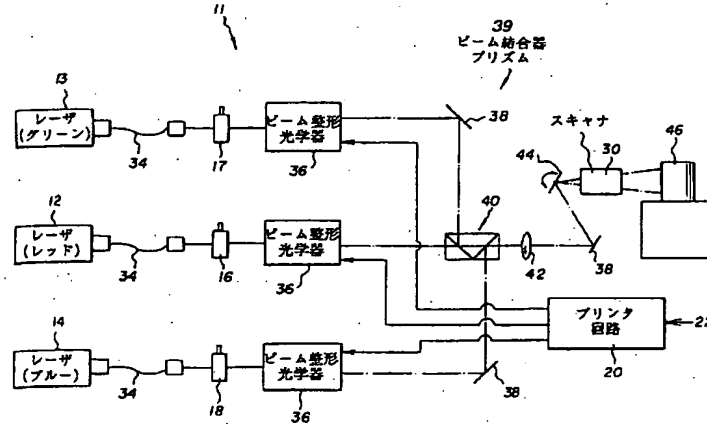 11
39
ビーム結合器
プリズム
13
レーザ
(グリーン)
34
17
ビーム整形
光学器
36
38
スキャナ
44
30
46
12
レーザ
(レッド)
34
16
ビーム整形
光学器
36
40
42
38
14
レーザ
(ブルー)
34
18
ビーム整形
光学器
36
38
プリンタ
回路
20
22